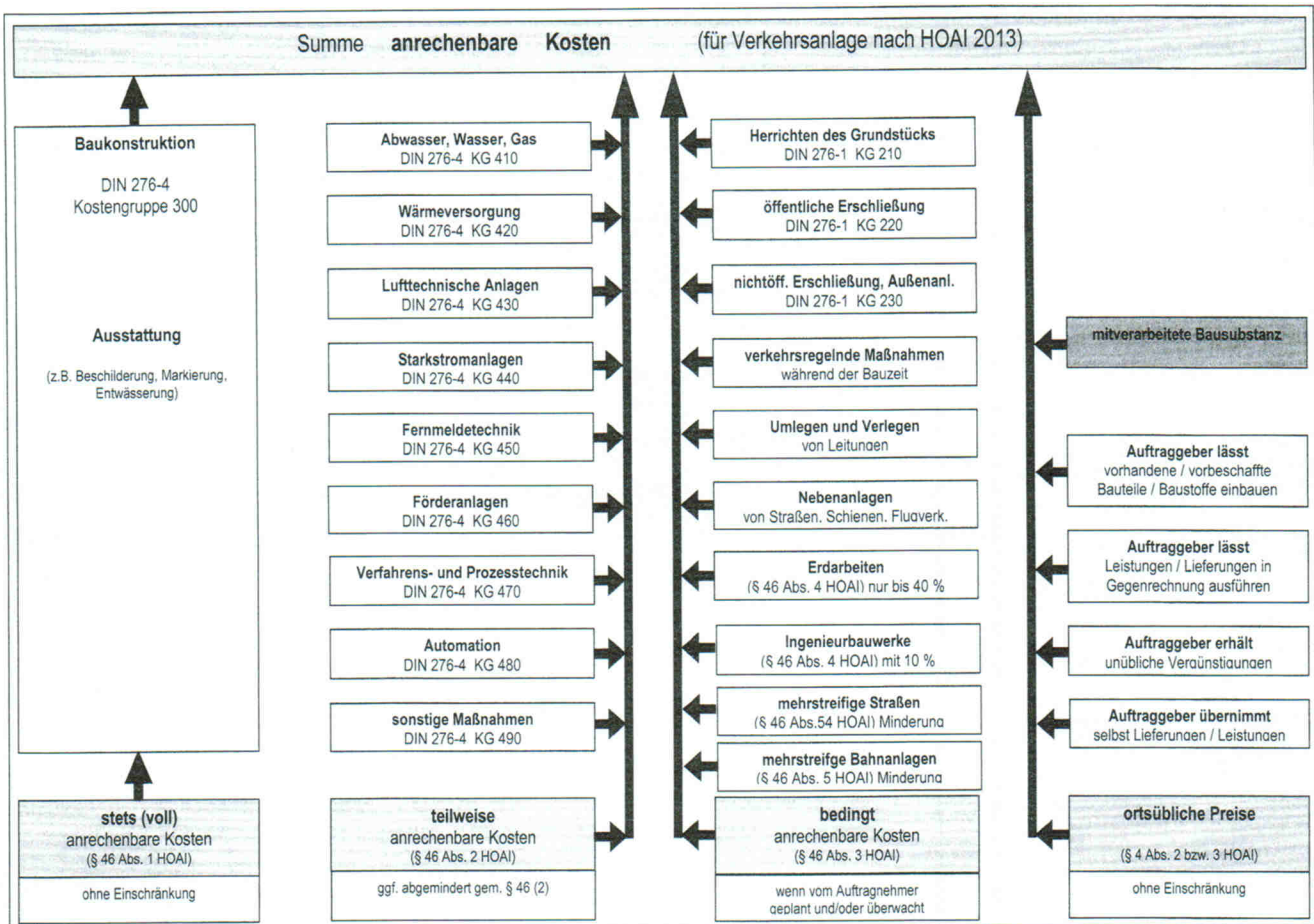 Summe anrechenbare Kosten (für Verkehrsanlage nach HOAI 2013)
Baukonstruktion
DIN 276-4
Kostengruppe 300
Ausstattung
(z.B. Beschilderung, Markierung,
Entwässerung)
stets (voll)
anrechenbare Kosten
(§ 46 Abs. 1 HOAI)
ohne Einschränkung
Abwasser, Wasser, Gas
DIN 276-4 KG 410
Wärmeversorgung
DIN 276-4 KG 420
Lufttechnische Anlagen
DIN 276-4 KG 430
Starkstromanlagen
DIN 276-4 KG 440
Fernmeldetechnik
DIN 276-4 KG 450
Förderanlagen
DIN 276-4 KG 460
Verfahrens- und Prozesstechnik
DIN 276-4 KG 470
Automation
DIN 276-4 KG 480
sonstige Maßnahmen
DIN 276-4 KG 490
teilweise
anrechenbare Kosten
(§ 46 Abs. 2 HOAI)
ggf. abgemindert gem. § 46 (2)
Herrichten des Grundstücks
DIN 276-1 KG 210
öffentliche Erschließung
DIN 276-1 KG 220
nichtöff. Erschließung, Außenanl.
DIN 276-1 KG 230
verkehrsregelnde Maßnahmen
während der Bauzeit
Umlegen und Verlegen
von Leitungen
Nebenanlagen
von Straßen, Schienen, Flugverk.
Erdarbeiten
(§ 46 Abs. 4 HOAI) nur bis 40 %
Ingenieurbauwerke
(§ 46 Abs. 4 HOAI) mit 10 %
mehrstreifige Straßen
(§ 46 Abs.54 HOAI) Minderung
mehrstreifge Bahnanlagen
(§ 46 Abs. 5 HOAI) Minderung
bedingt
anrechenbare Kosten
(§ 46 Abs. 3 HOAI)
wenn vom Auftragnehmer
geplant und/oder überwacht
mitverarbeitete Bausubstanz
Auftraggeber lässt
vorhandene / vorbeschaffte
Bauteile / Baustoffe einbauen
Auftraggeber lässt
Leistungen / Lieferungen in
Gegenrechnung ausführen
Auftraggeber erhält
unübliche Vergünstigungen
Auftraggeber übernimmt
selbst Lieferungen / Leistungen
ortsübliche Preise
(§ 4 Abs. 2 bzw. 3 HOAI)
ohne Einschränkung